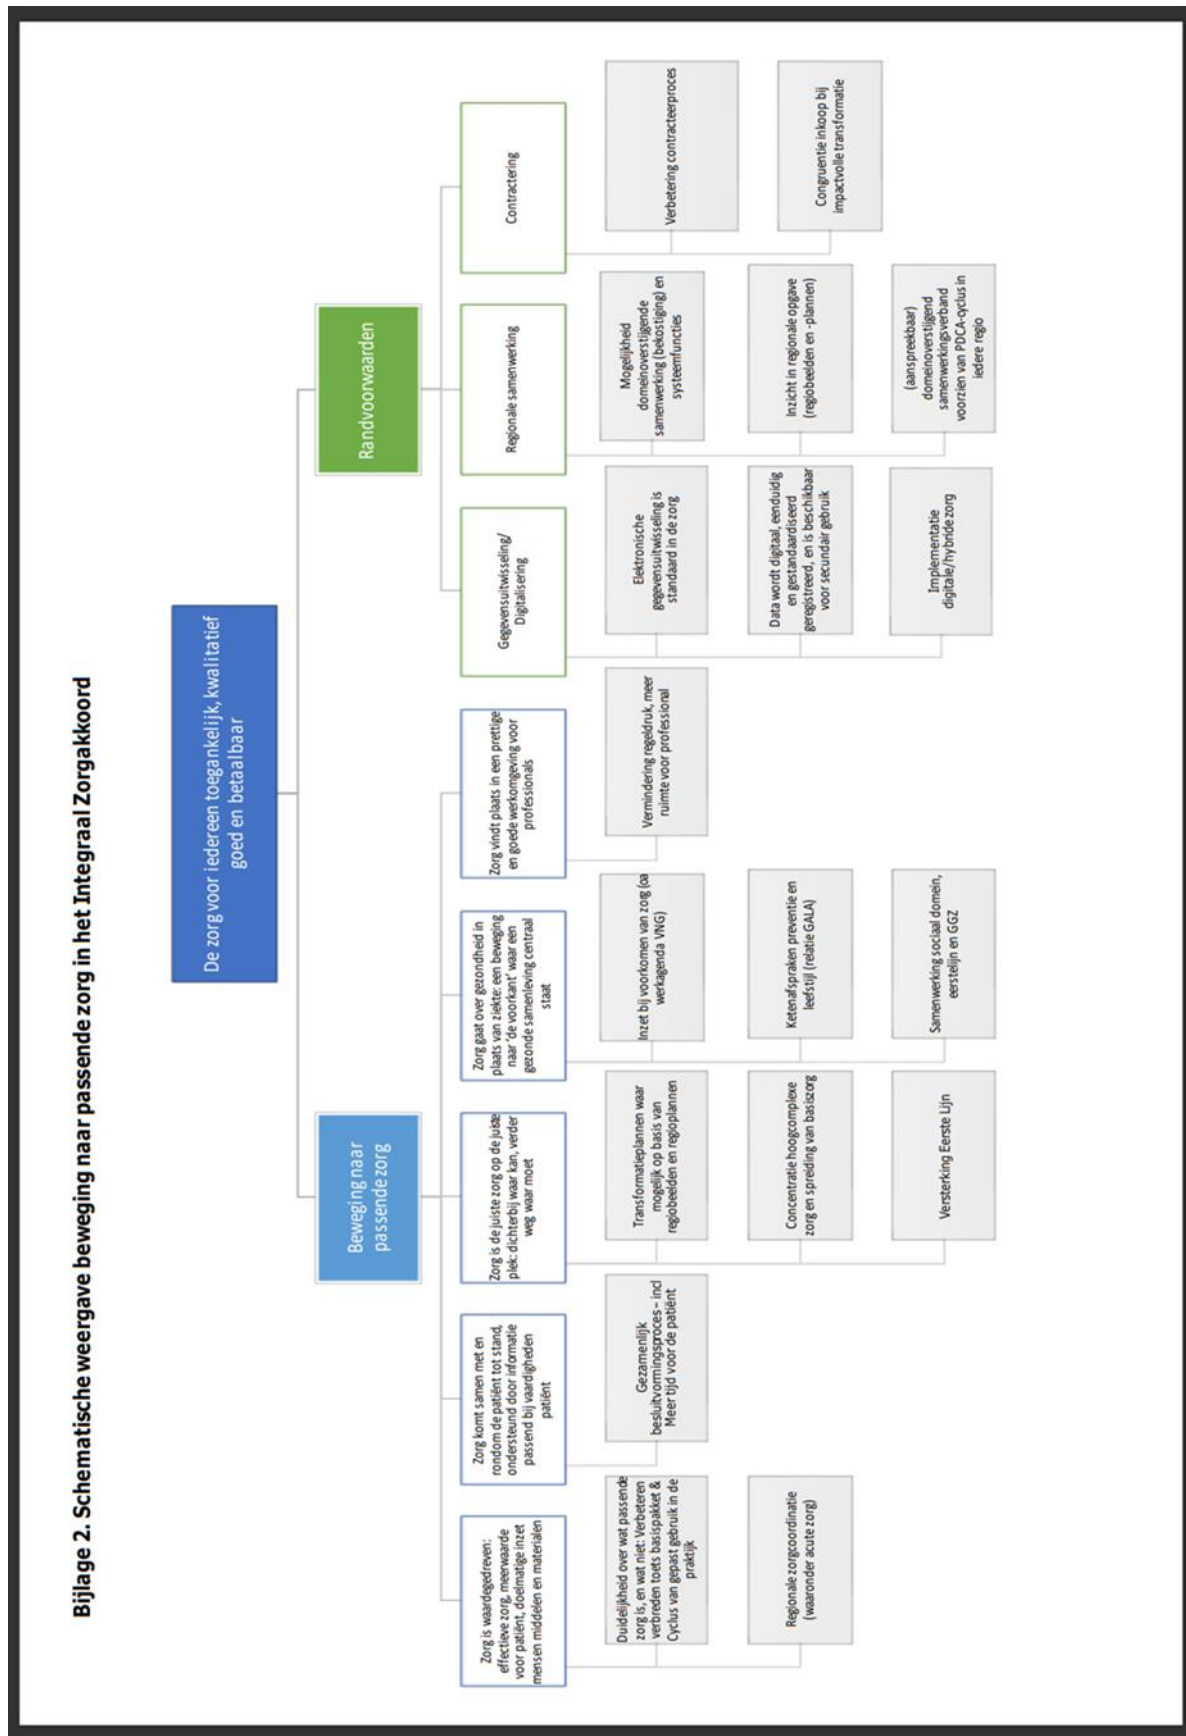 Bijlage 2. Schematische weergave beweging naar passende zorg in het Integraal Zorgakkoord
De zorg voor iedereen toegankelijk, kwalitatief
goed en betaalbaar
Beweging naar
passende zorg
Randvoorwaarden
Zorg is waardegedreven:
effectieve zorg, meerwaarde
voor patiënt, doelmatige inzet
mensen middelen en materialen
Zorg komt samen met en
rondom de patiënt tot stand,
ondersteund door informatie
passend bij vaardigheden
patiënt
Zorg is de juiste zorg op de juiste
plek: dichterbij waar kan, verder
weg waar moet
Zorg gaat over gezondheid in
plaats van ziekte: een beweging
naar 'de voorkant' waar een
gezonde samenleving centraal
staat
Zorg vindt plaats in een prettige
en goede werkomgeving voor
professionals
Gegevensuitwisseling/
Digitalisering
Regionale samenwerking
Contractering
Duidelijkheid over wat passende
zorg is, en wat niet: Verbeteren
verbreden toets basispakket &
Cyclus van gepast gebruik in de
praktijk
Regionale zorgcoordinatie
(waaronder acute zorg)
Gezamenlijk
besluitvormingsproces – incl
Meer tijd voor de patiënt
Transformatieplannen waar
mogelijk op basis van
regiobeelden en regioplannen
Concentratie hoogcomplexe
zorg en spreiding van basiszorg
Versterking Eerste Lijn
Inzet bij voorkomen van zorg (oa
werkagenda VNG)
Ketenafspraken preventie en
leefstijl (relatie GALA)
Samenwerking sociaal domein,
eerstelijn en GGZ
Vermindering regeldruk, meer
ruimte voor professional
Elektronische
gegevensuitwisseling is
standaard in de zorg
Data wordt digitaal, eenduidig
en gestandaardiseerd
geregistreerd, en is beschikbaar
voor secundair gebruik
Implementatie
digitale/hybride zorg
Mogelijkheid
domeinoverstijgende
samenwerking (bekostiging) en
systeemfuncties
Inzicht in regionale opgave
(regiobeelden en -plannen)
(aanspreekbaar)
domeinoverstijgend
samenwerkingsverband
voorzien van PDCA-cyclus in
iedere regio
Verbetering contracteerproces
Congruentie inkoop bij
impactvolle transformatie